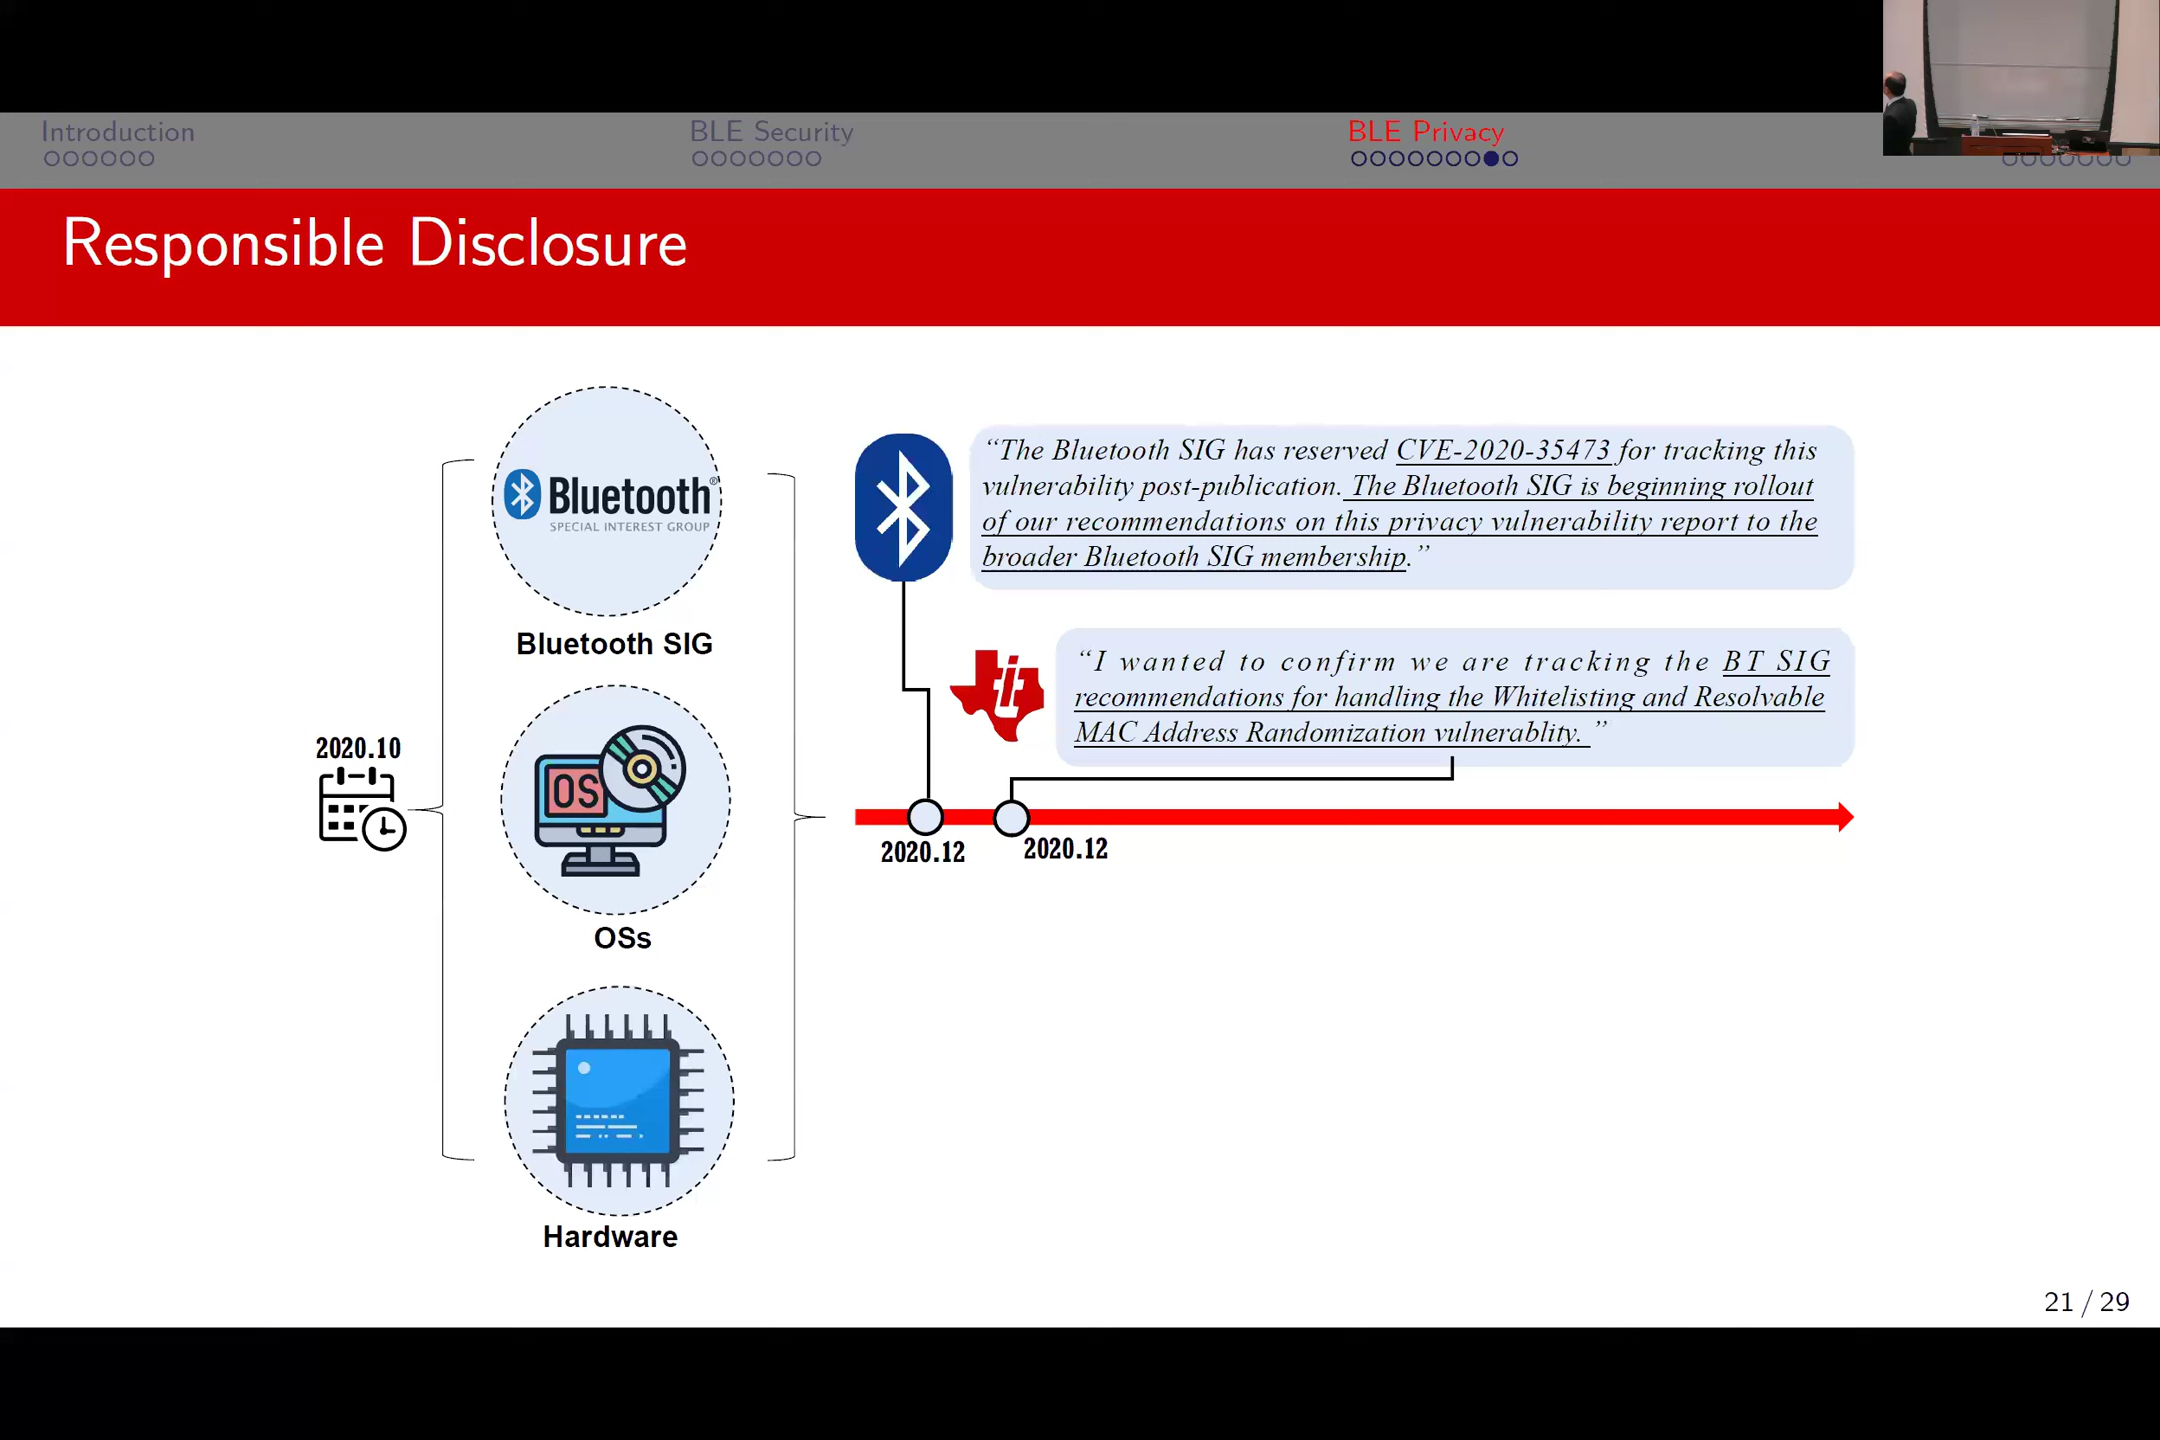 Introduction
BLE Security
BLE Privacy
Responsible Disclosure
Bluetooth®
SPECIAL INTEREST GROUP
Bluetooth SIG
“The Bluetooth SIG has reserved CVE-2020-35473 for tracking this
vulnerability post-publication. The Bluetooth SIG is beginning rollout
of our recommendations on this privacy vulnerability report to the
broader Bluetooth SIG membership.”
“I wanted to confirm we are tracking the BT SIG
recommendations for handling the Whitelisting and Resolvable
MAC Address Randomization vulnerablity. ”
2020.10
OS
OSs
2020.12
2020.12
Hardware
21 / 29